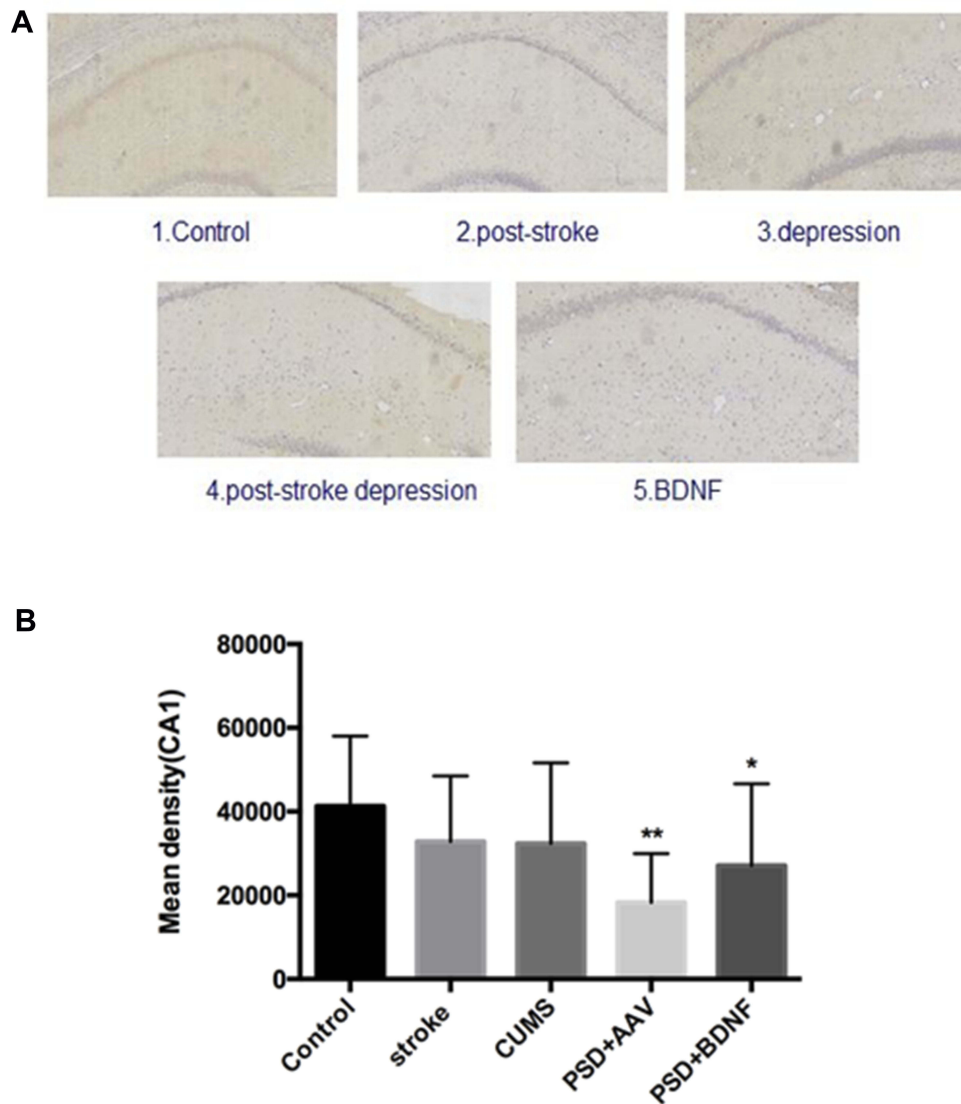 A
1.Control
2.post-stroke
3.depression
4.post-stroke depression
5.BDNF
B
Mean density(CA1)
80000
60000
40000
20000
0
**
*
Control
stroke
CUMS
PSD+AAV
PSD+BDNF